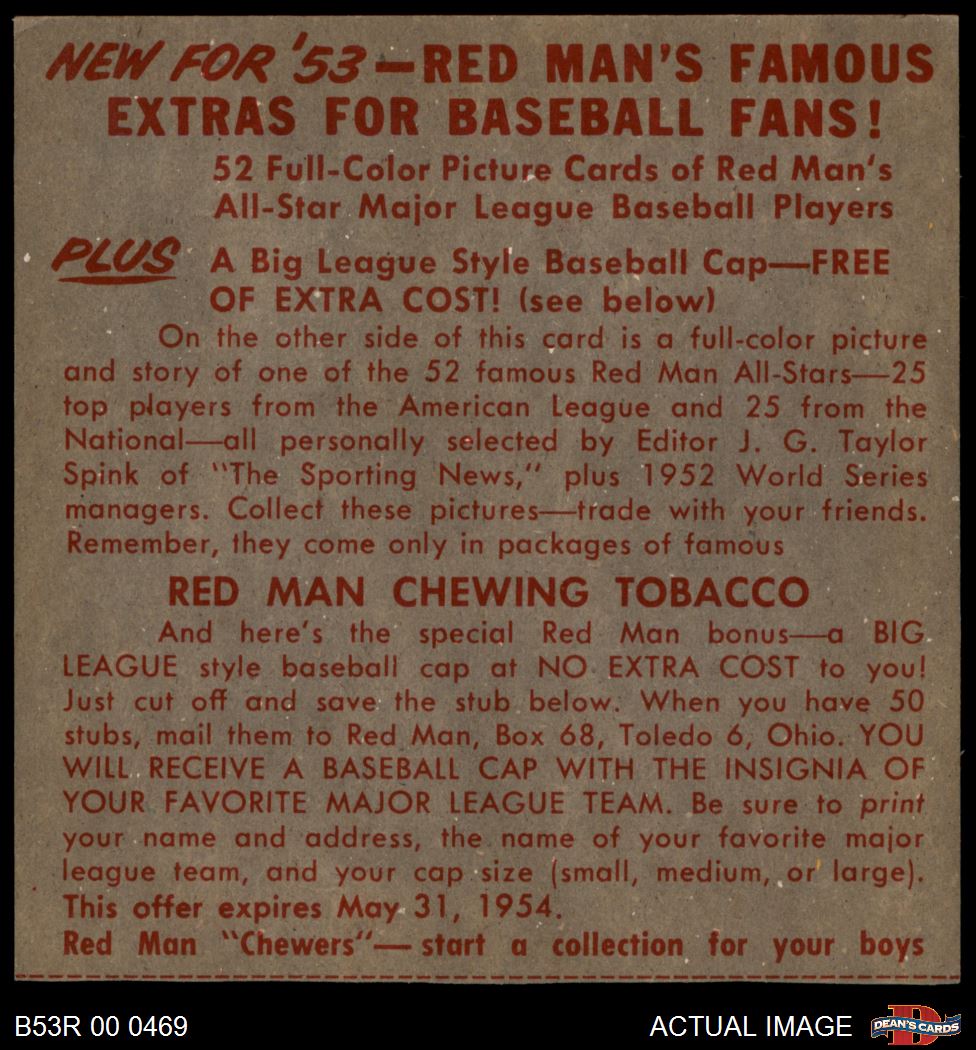 NEW FOR '53—RED MAN'S FAMOUS
EXTRAS FOR BASEBALL FANS!
52 Full-Color Picture Cards of Red Man's
All-Star Major League Baseball Players
PLUS A Big League Style Baseball Cap—FREE
OF EXTRA COST! (see below)
On the other side of this card is a full-color picture
and story of one of the 52 famous Red Man All-Stars—25
top players from the American League and 25 from the
National—all personally selected by Editor J. G. Taylor
Spink of "The Sporting News," plus 1952 World Series
managers. Collect these pictures—trade with your friends.
Remember, they come only in packages of famous
RED MAN CHEWING TOBACCO
And here's the special Red Man bonus—a BIG
LEAGUE style baseball cap at NO EXTRA COST to you!
Just cut off and save the stub below. When you have 50
stubs, mail them to Red Man, Box 68, Toledo 6, Ohio. YOU
WILL RECEIVE A BASEBALL CAP WITH THE INSIGNIA OF
YOUR FAVORITE MAJOR LEAGUE TEAM. Be sure to print
your name and address, the name of your favorite major
league team, and your cap size (small, medium, or large).
This offer expires May 31, 1954.
Red Man "Chewers"—start a collection for your boys
B53R 00 0469
ACTUAL IMAGE
D
DEAN'S CARDS